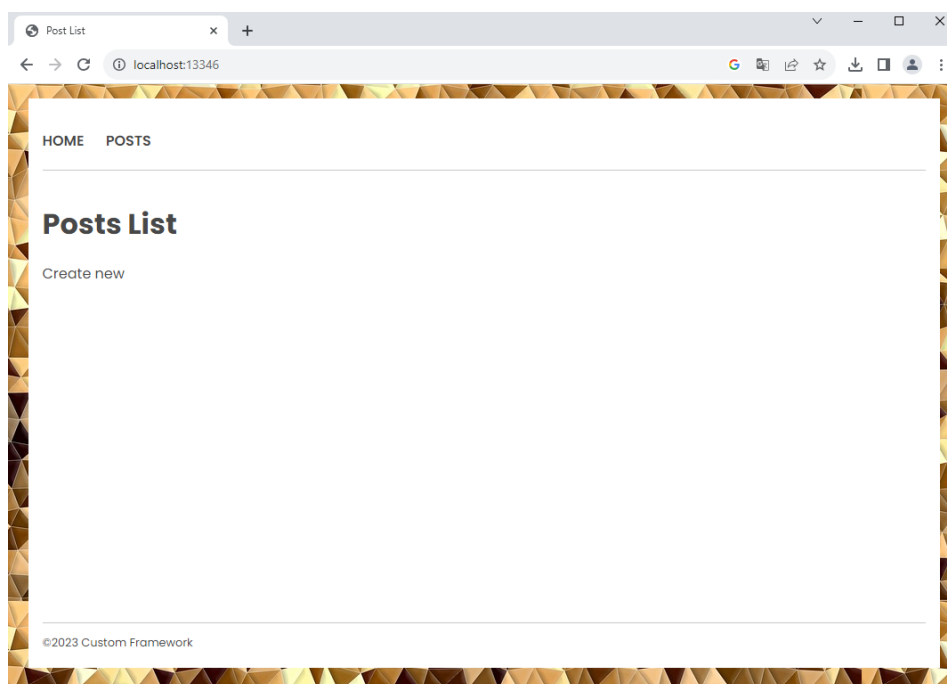 Post List
localhost:13346
HOME POSTS
Posts List
Create new
©2023 Custom Framework